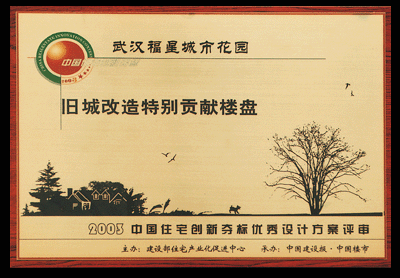 武汉福星城市花园
中国
旧城改造特别贡献楼盘
2003 中国住宅创新夺标优秀设计方案评审
主办：建设部住宅产业化促进中心 承办：中国建设报·中国楼市